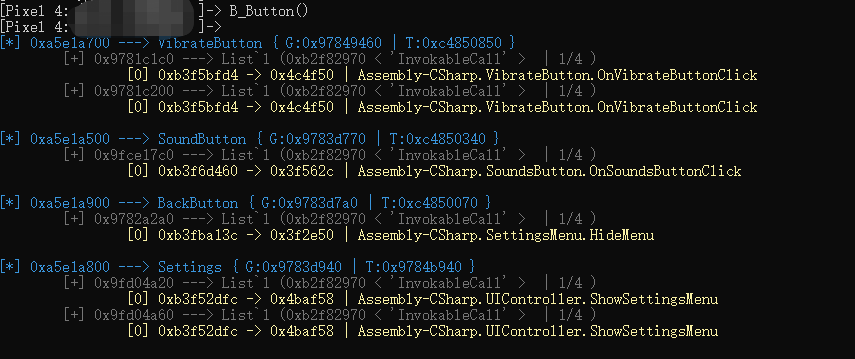 [Pixel 4: ]-> B_Button()
[Pixel 4: ]->
[*] 0xa5e1a700 ---> VibrateButton { G:0x97849460 | T:0xc4850850 }
[+] 0x9781c1c0 ---> List`1 (0xb2f82970 < 'InvokableCall' > | 1/4 )
[0] 0xb3f5bfd4 -> 0x4c4f50 | Assembly-CSharp.VibrateButton.OnVibrateButtonClick
[+] 0x9781c200 ---> List`1 (0xb2f82970 < 'InvokableCall' > | 1/4 )
[0] 0xb3f5bfd4 -> 0x4c4f50 | Assembly-CSharp.VibrateButton.OnVibrateButtonClick
[*] 0xa5e1a500 ---> SoundButton { G:0x9783d770 | T:0xc4850340 }
[+] 0x9fce17c0 ---> List`1 (0xb2f82970 < 'InvokableCall' > | 1/4 )
[0] 0xb3f6d460 -> 0x3f562c | Assembly-CSharp.SoundsButton.OnSoundsButtonClick
[*] 0xa5e1a900 ---> BackButton { G:0x9783d7a0 | T:0xc4850070 }
[+] 0x9782a2a0 ---> List`1 (0xb2f82970 < 'InvokableCall' > | 1/4 )
[0] 0xb3fba13c -> 0x3f2e50 | Assembly-CSharp.SettingsMenu.HideMenu
[*] 0xa5e1a800 ---> Settings { G:0x9783d940 | T:0x9784b940 }
[+] 0x9fd04a20 ---> List`1 (0xb2f82970 < 'InvokableCall' > | 1/4 )
[0] 0xb3f52dfc -> 0x4baf58 | Assembly-CSharp.UIController.ShowSettingsMenu
[+] 0x9fd04a60 ---> List`1 (0xb2f82970 < 'InvokableCall' > | 1/4 )
[0] 0xb3f52dfc -> 0x4baf58 | Assembly-CSharp.UIController.ShowSettingsMenu